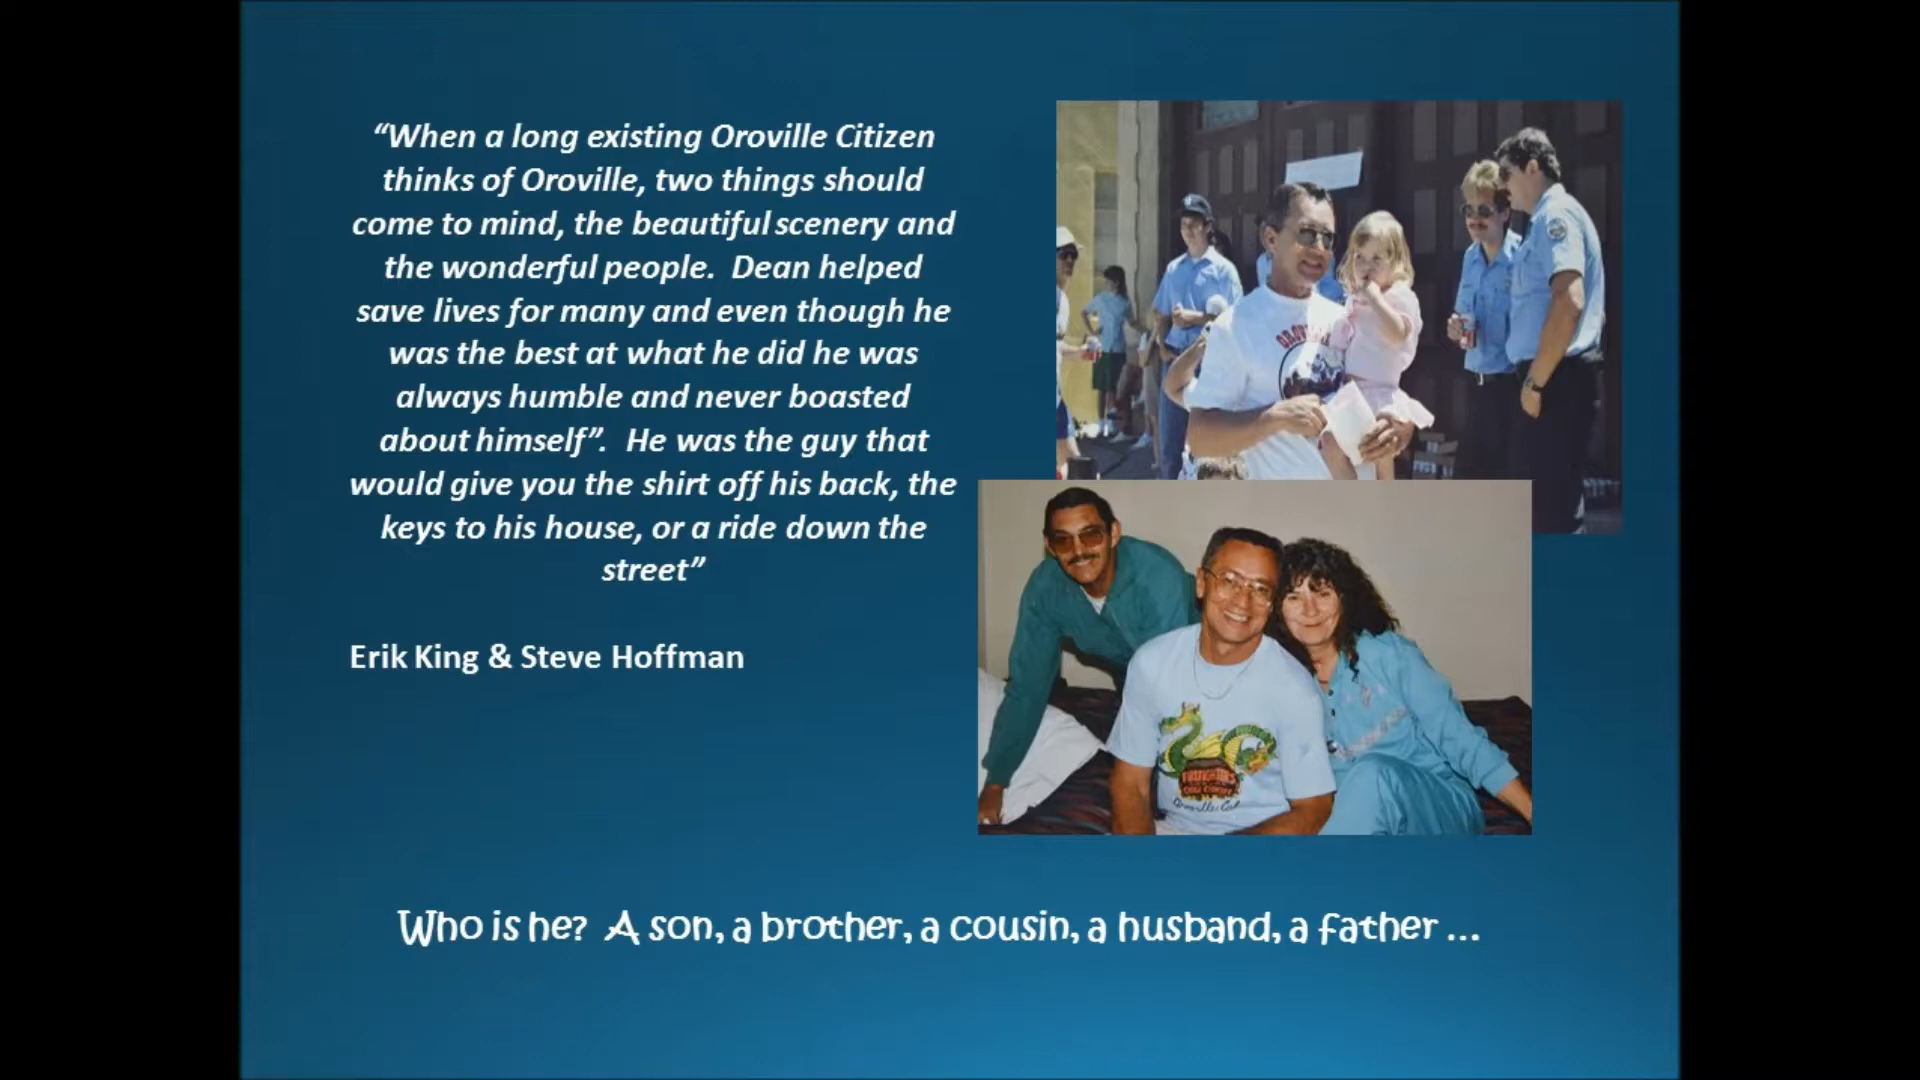 “When a long existing Oroville Citizen
thinks of Oroville, two things should
come to mind, the beautiful scenery and
the wonderful people.  Dean helped
save lives for many and even though he
was the best at what he did he was
always humble and never boasted
about himself”.  He was the guy that
would give you the shirt off his back, the
keys to his house, or a ride down the
street”
Erik King & Steve Hoffman
FIREFIGHTERS
Oroville Cal
Who is he?  A son, a brother, a cousin, a husband, a father ...